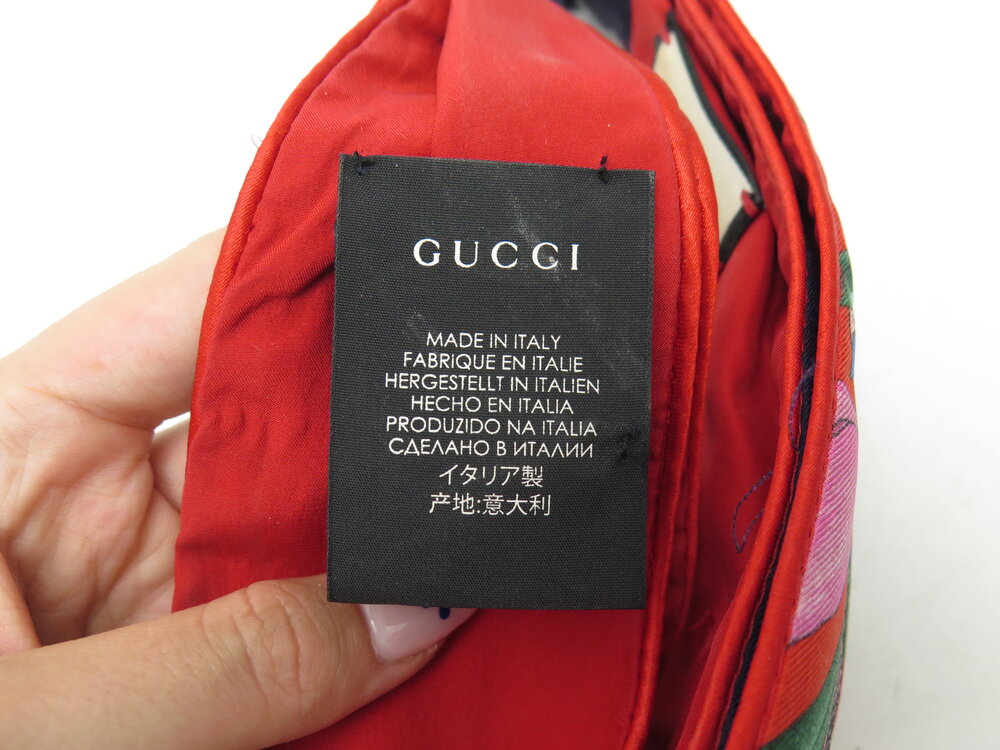 GUCCI
MADE IN ITALY
FABRIQUE EN ITALIE
HERGESTELLT IN ITALIEN
HECHO EN ITALIA
PRODUZIDO NA ITALIA
СДЕЛАНО В ИТАЛИИ
イタリア製
产地:意大利